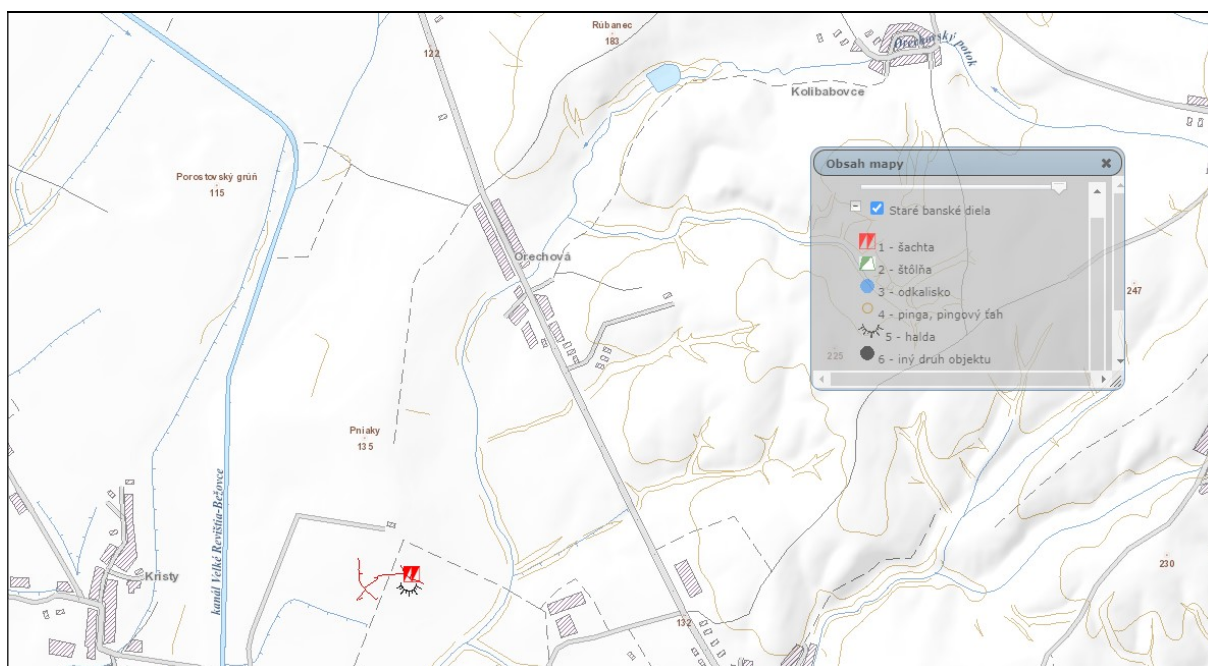 Rúbanec
183
122
Orechovský potok
Kolibabovce
Obsah mapy
Porostovský grúň
115
Staré banské diela
1 - šachta
2 - štôlňa
Orechová
3 - odkalisko
247
4 - pinga, pingový ťah
5 - halda
225
6 - iný druh objektu
Pniaky
135
kanál Veľké Revištia-Bežovce
230
Kristy
132